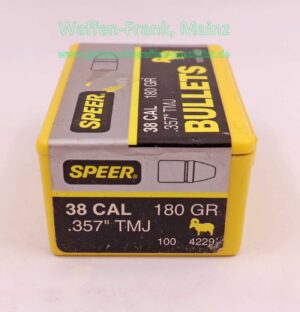 Waffen-Frank, Mainz
SPEER
38 CAL 180 GR
.357" TMJ
BULLETS
SPEER®
38 CAL 180 GR
.357" TMJ
100 4229